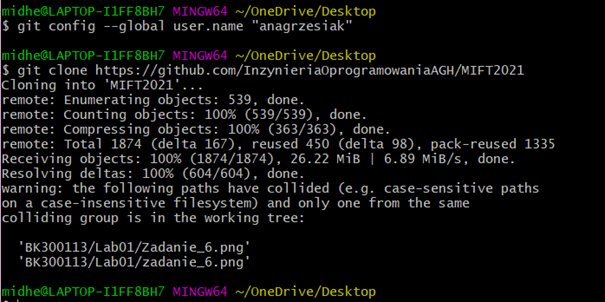 midhe@LAPTOP-I1FF8BH7 MINGW64 ~/OneDrive/Desktop
$ git config --global user.name "anagrzesiak"
midhe@LAPTOP-I1FF8BH7 MINGW64 ~/OneDrive/Desktop
$ git clone https://github.com/InzynieriaOprogramowaniaAGH/MIFT2021
Cloning into 'MIFT2021'...
remote: Enumerating objects: 539, done.
remote: Counting objects: 100% (539/539), done.
remote: Compressing objects: 100% (363/363), done.
remote: Total 1874 (delta 167), reused 450 (delta 98), pack-reused 1335
Receiving objects: 100% (1874/1874), 26.22 MiB | 6.89 MiB/s, done.
Resolving deltas: 100% (604/604), done.
warning: the following paths have collided (e.g. case-sensitive paths
on a case-insensitive filesystem) and only one from the same
colliding group is in the working tree:
'BK300113/Lab01/Zadanie_6.png'
'BK300113/Lab01/zadanie_6.png'
midhe@LAPTOP-I1FF8BH7 MINGW64 ~/OneDrive/Desktop